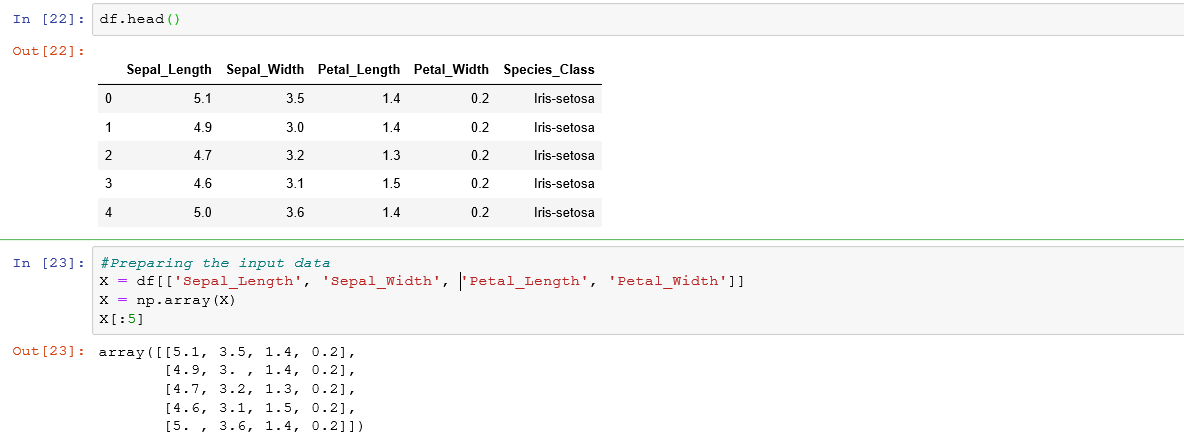 In [22]: df.head()
Out[22]:
Sepal_Length Sepal_Width Petal_Length Petal_Width Species_Class
0 5.1 3.5 1.4 0.2 Iris-setosa
1 4.9 3.0 1.4 0.2 Iris-setosa
2 4.7 3.2 1.3 0.2 Iris-setosa
3 4.6 3.1 1.5 0.2 Iris-setosa
4 5.0 3.6 1.4 0.2 Iris-setosa
In [23]: #Preparing the input data
X = df[['Sepal_Length', 'Sepal_Width', 'Petal_Length', 'Petal_Width']]
X = np.array(X)
X[:5]
Out[23]: array([[5.1, 3.5, 1.4, 0.2],
[4.9, 3. , 1.4, 0.2],
[4.7, 3.2, 1.3, 0.2],
[4.6, 3.1, 1.5, 0.2],
[5. , 3.6, 1.4, 0.2]])